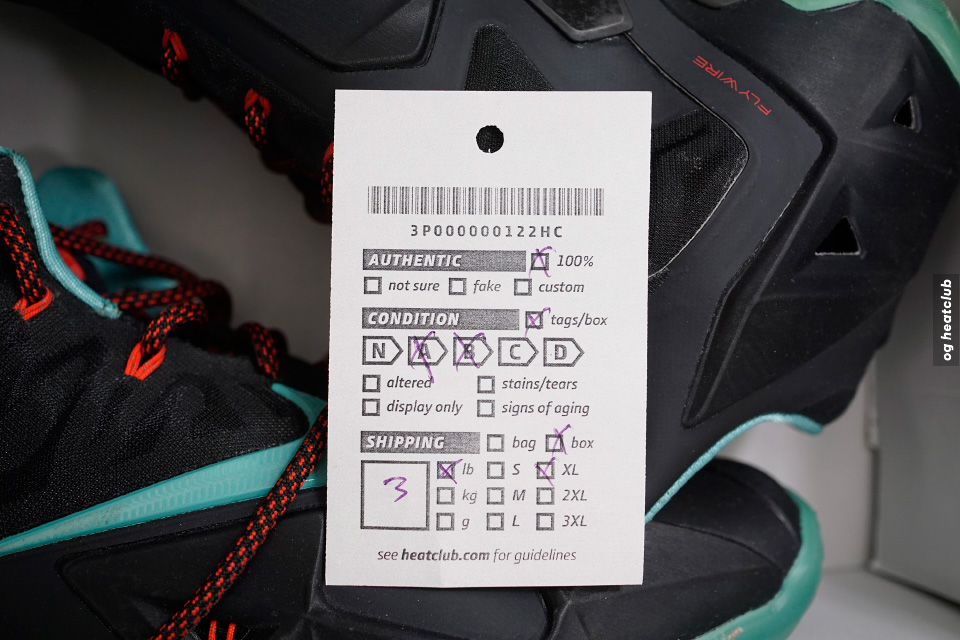 FLYWIRE
3P000000122HC
AUTHENTIC 100%
not sure fake custom
CONDITION tags/box
N A B C D
altered stains/tears
display only signs of aging
SHIPPING bag box
3 lb S XL
kg M 2XL
g L 3XL
see heatclub.com for guidelines
og heatclub